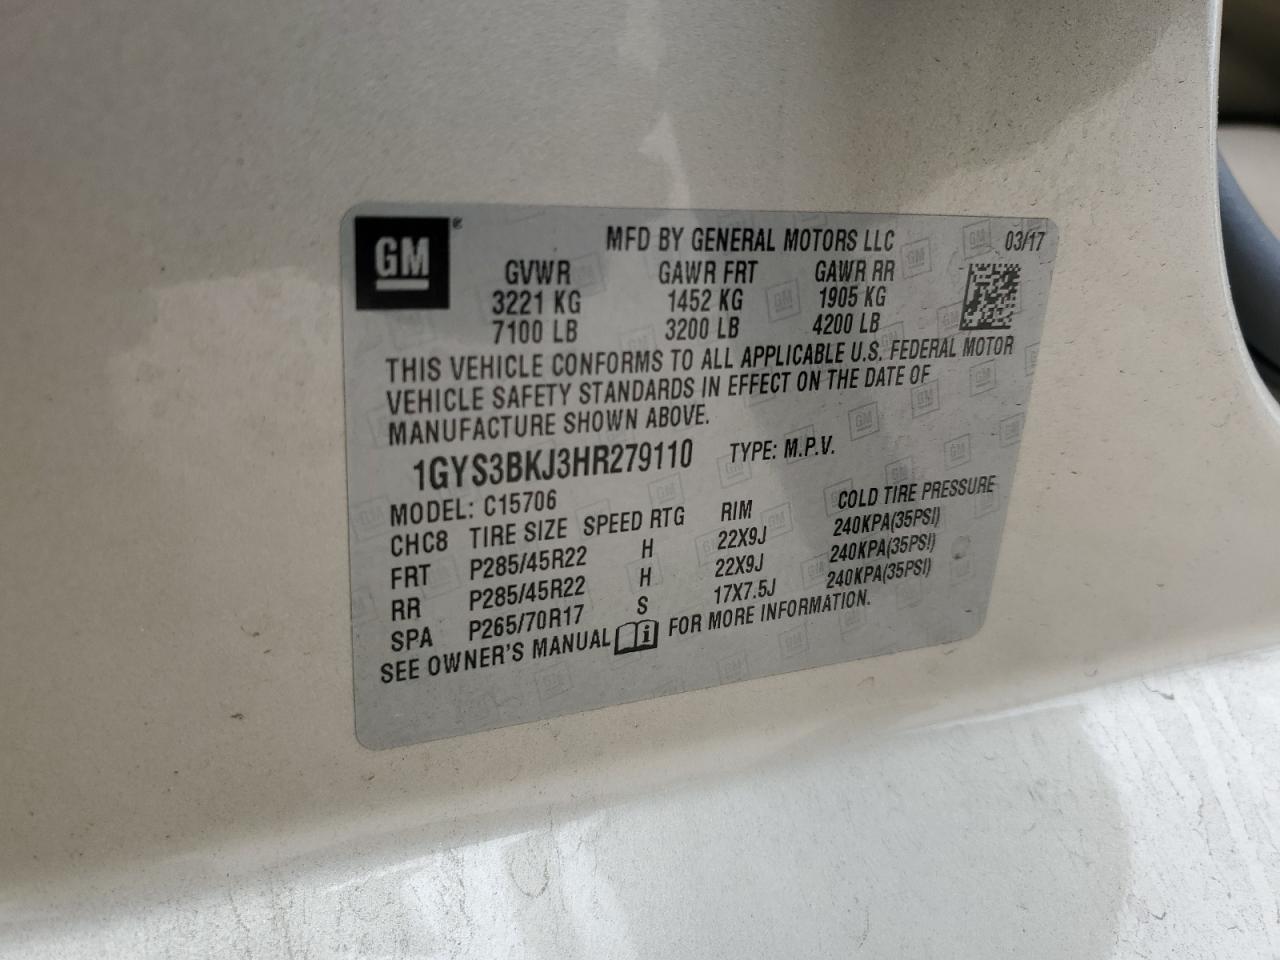 GM ®
MFD BY GENERAL MOTORS LLC 03/17
GVWR GAWR FRT GAWR RR
3221 KG 1452 KG 1905 KG
7100 LB 3200 LB 4200 LB
THIS VEHICLE CONFORMS TO ALL APPLICABLE U.S. FEDERAL MOTOR
VEHICLE SAFETY STANDARDS IN EFFECT ON THE DATE OF
MANUFACTURE SHOWN ABOVE.
1GYS3BKJ3HR279110 TYPE: M.P.V.
MODEL: C15706
CHC8 TIRE SIZE SPEED RTG RIM COLD TIRE PRESSURE
FRT P285/45R22 H 22X9J 240KPA(35PSI)
RR P285/45R22 H 22X9J 240KPA(35PSI)
SPA P265/70R17 S 17X7.5J 240KPA(35PSI)
SEE OWNER'S MANUAL FOR MORE INFORMATION.